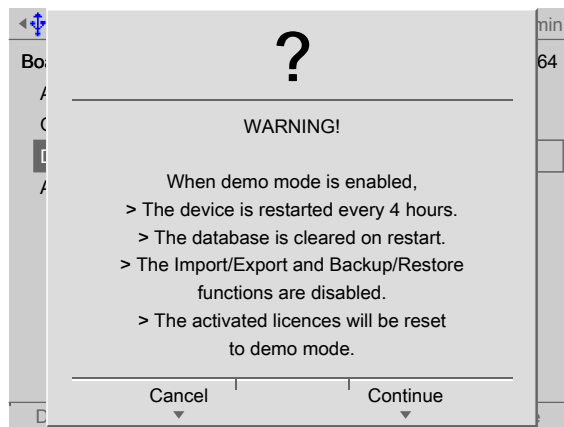 ?
WARNING!
When demo mode is enabled,
> The device is restarted every 4 hours.
> The database is cleared on restart.
> The Import/Export and Backup/Restore
functions are disabled.
> The activated licences will be reset
to demo mode.
Cancel
Continue